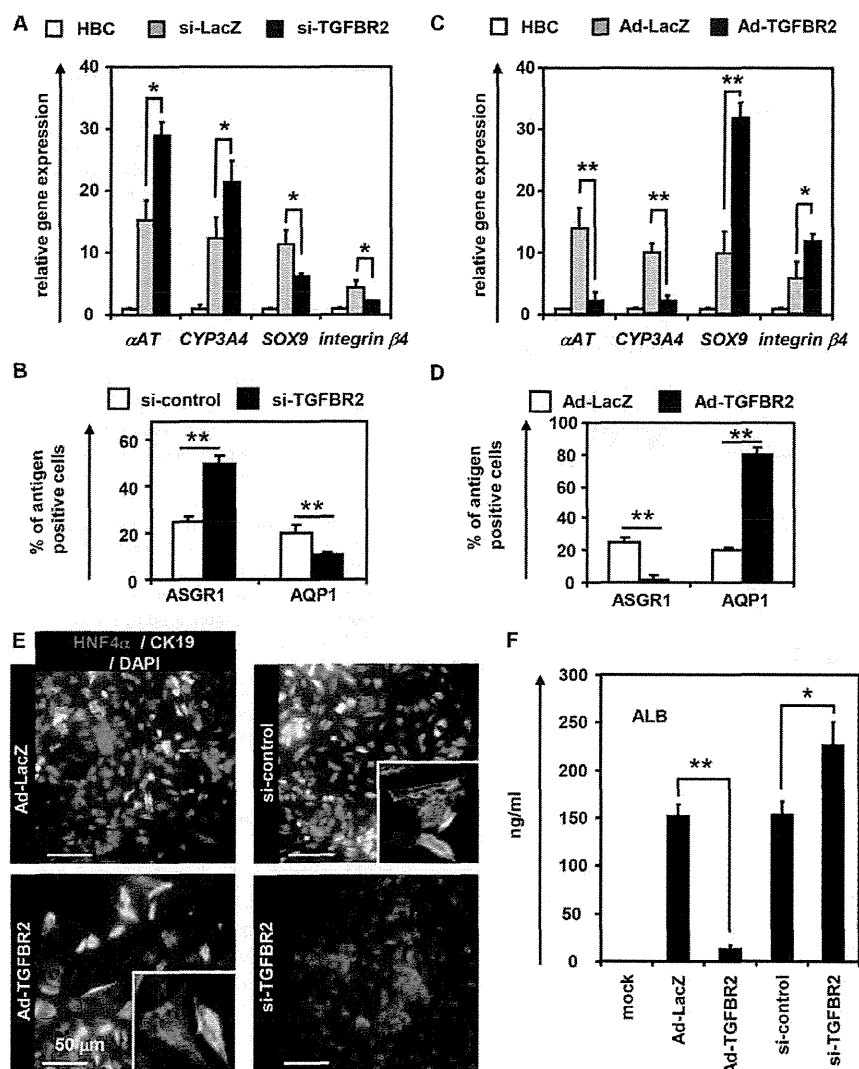 A
HBC si-LacZ si-TGFBR2
relative gene expression
40
30
20
10
0
*
*
*
*
αAT CYP3A4 SOX9 integrin β4
C
HBC Ad-LacZ Ad-TGFBR2
relative gene expression
40
30
20
10
0
**
**
**
*
αAT CYP3A4 SOX9 integrin β4
B
si-control si-TGFBR2
% of antigen
positive cells
60
40
20
0
**
**
ASGR1 AQP1
D
Ad-LacZ Ad-TGFBR2
% of antigen
positive cells
100
80
60
40
20
0
**
**
ASGR1 AQP1
E
HNF4α / CK19
/ DAPI
Ad-LacZ
si-control
Ad-TGFBR2
50 μm
si-TGFBR2
F
ALB
ng/ml
300
250
200
150
100
50
0
**
*
mock
Ad-LacZ
Ad-TGFBR2
si-control
si-TGFBR2